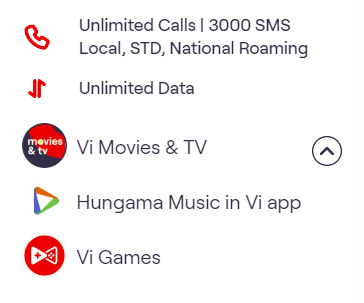 Unlimited Calls | 3000 SMS
Local, STD, National Roaming
Unlimited Data
movies
& tv
Vi Movies & TV
Hungama Music in Vi app
Vi Games